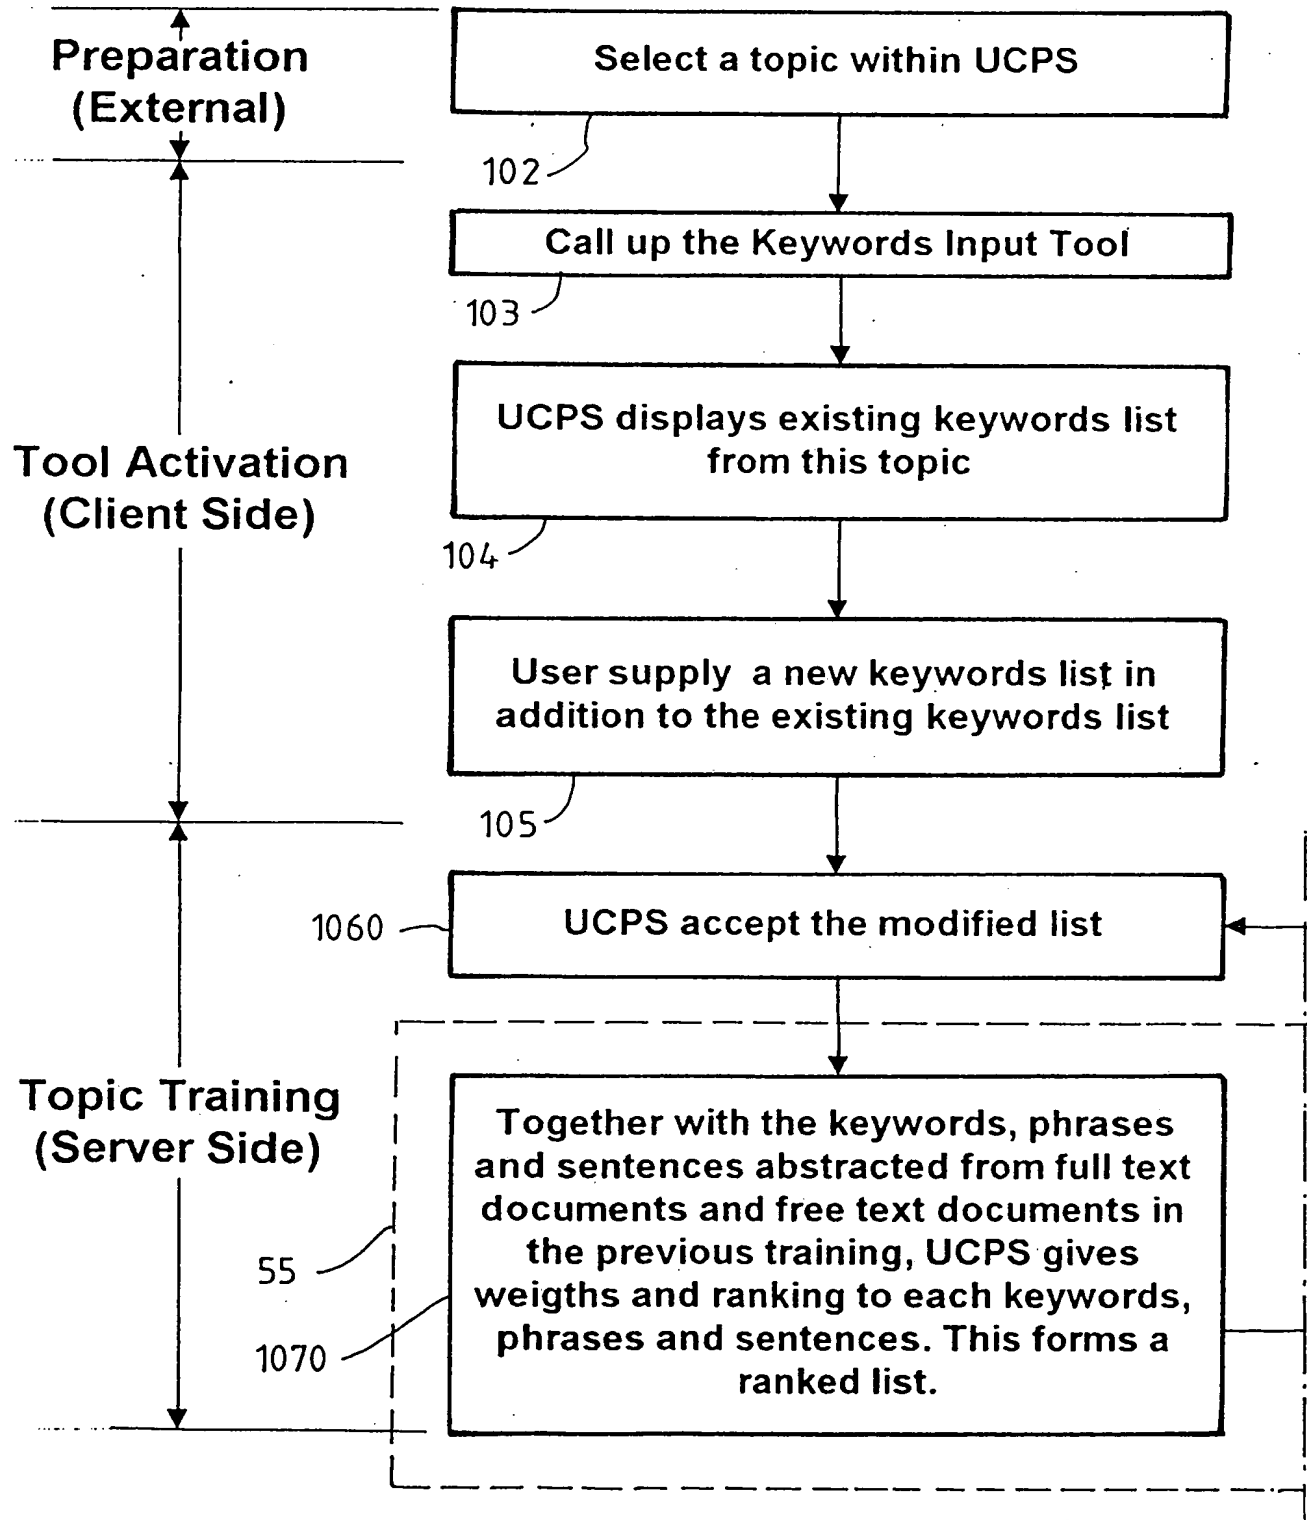 Preparation
(External)
Select a topic within UCPS
102
Call up the Keywords Input Tool
103
Tool Activation
(Client Side)
UCPS displays existing keywords list
from this topic
104
User supply a new keywords list in
addition to the existing keywords list
105
Topic Training
(Server Side)
UCPS accept the modified list
1060
Together with the keywords, phrases
and sentences abstracted from full text
documents and free text documents in
the previous training, UCPS gives
weigths and ranking to each keywords,
phrases and sentences. This forms a
ranked list.
55
1070